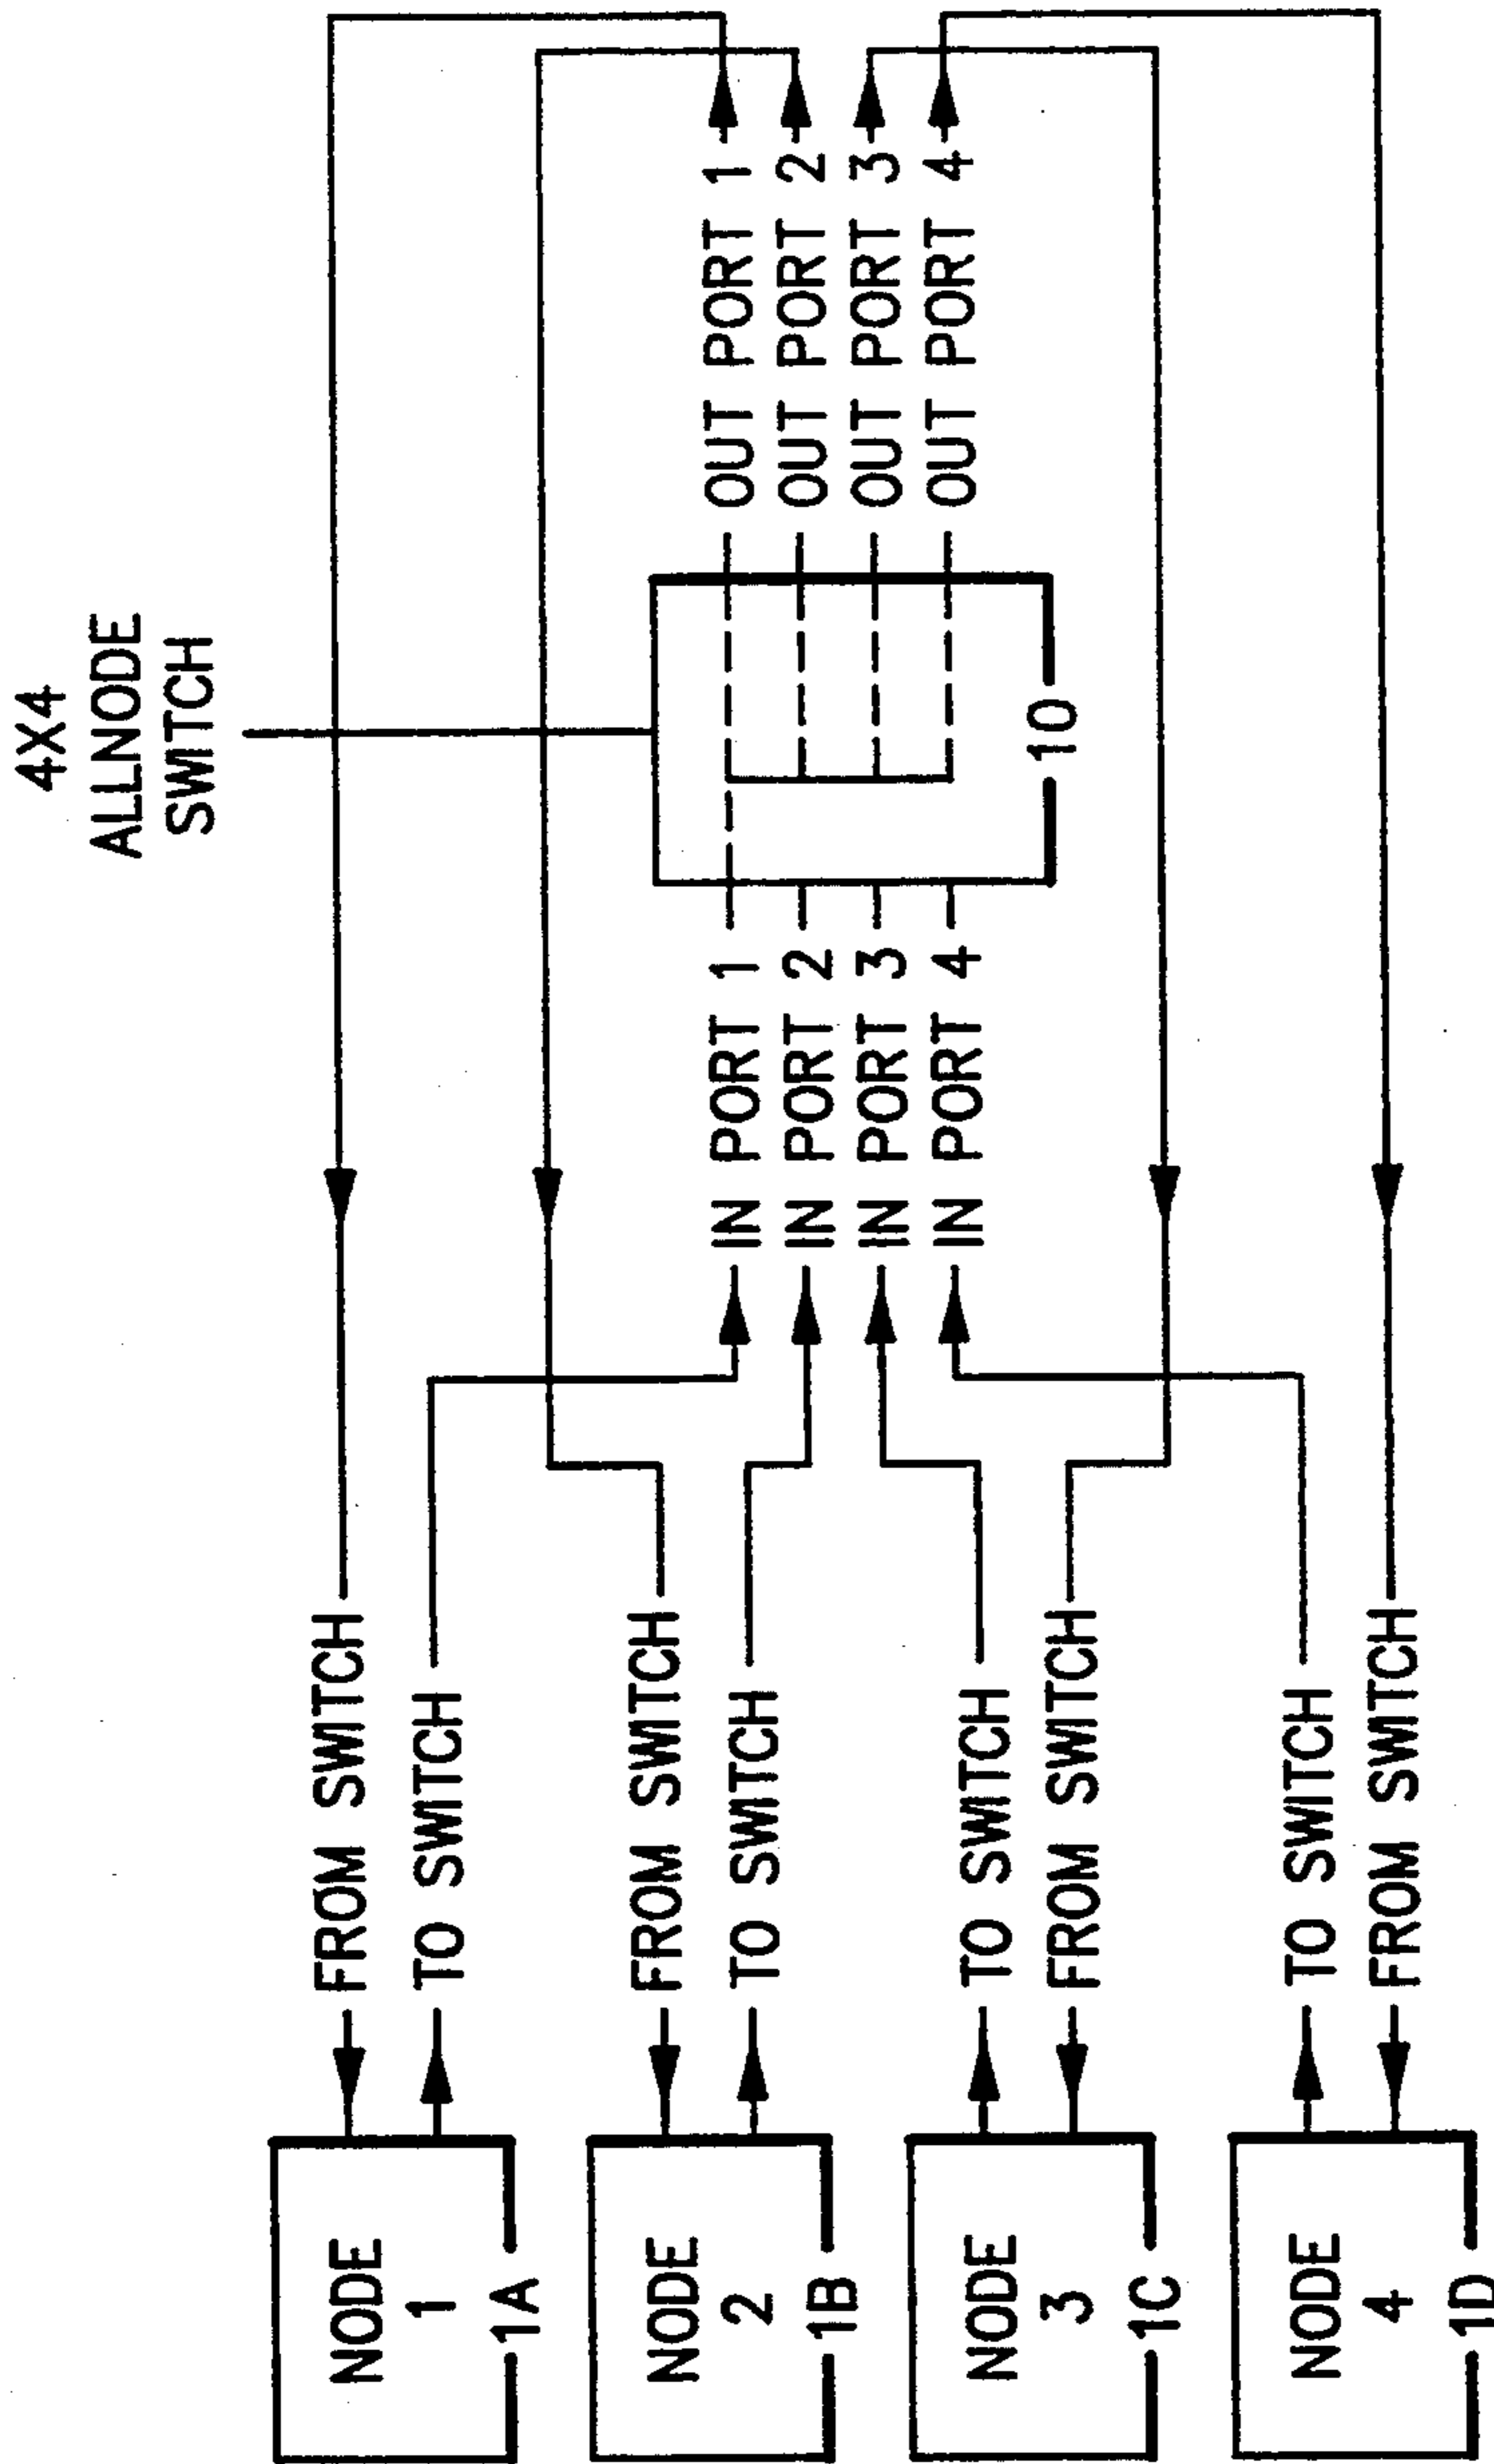 4X4
ALLNODE
SWITCH
FROM SWITCH
TO SWITCH
NODE
1
1A
FROM SWITCH
TO SWITCH
NODE
2
1B
TO SWITCH
FROM SWITCH
NODE
3
1C
TO SWITCH
FROM SWITCH
NODE
4
1D
IN PORT 1
IN PORT 2
IN PORT 3
IN PORT 4
10
OUT PORT 1
OUT PORT 2
OUT PORT 3
OUT PORT 4